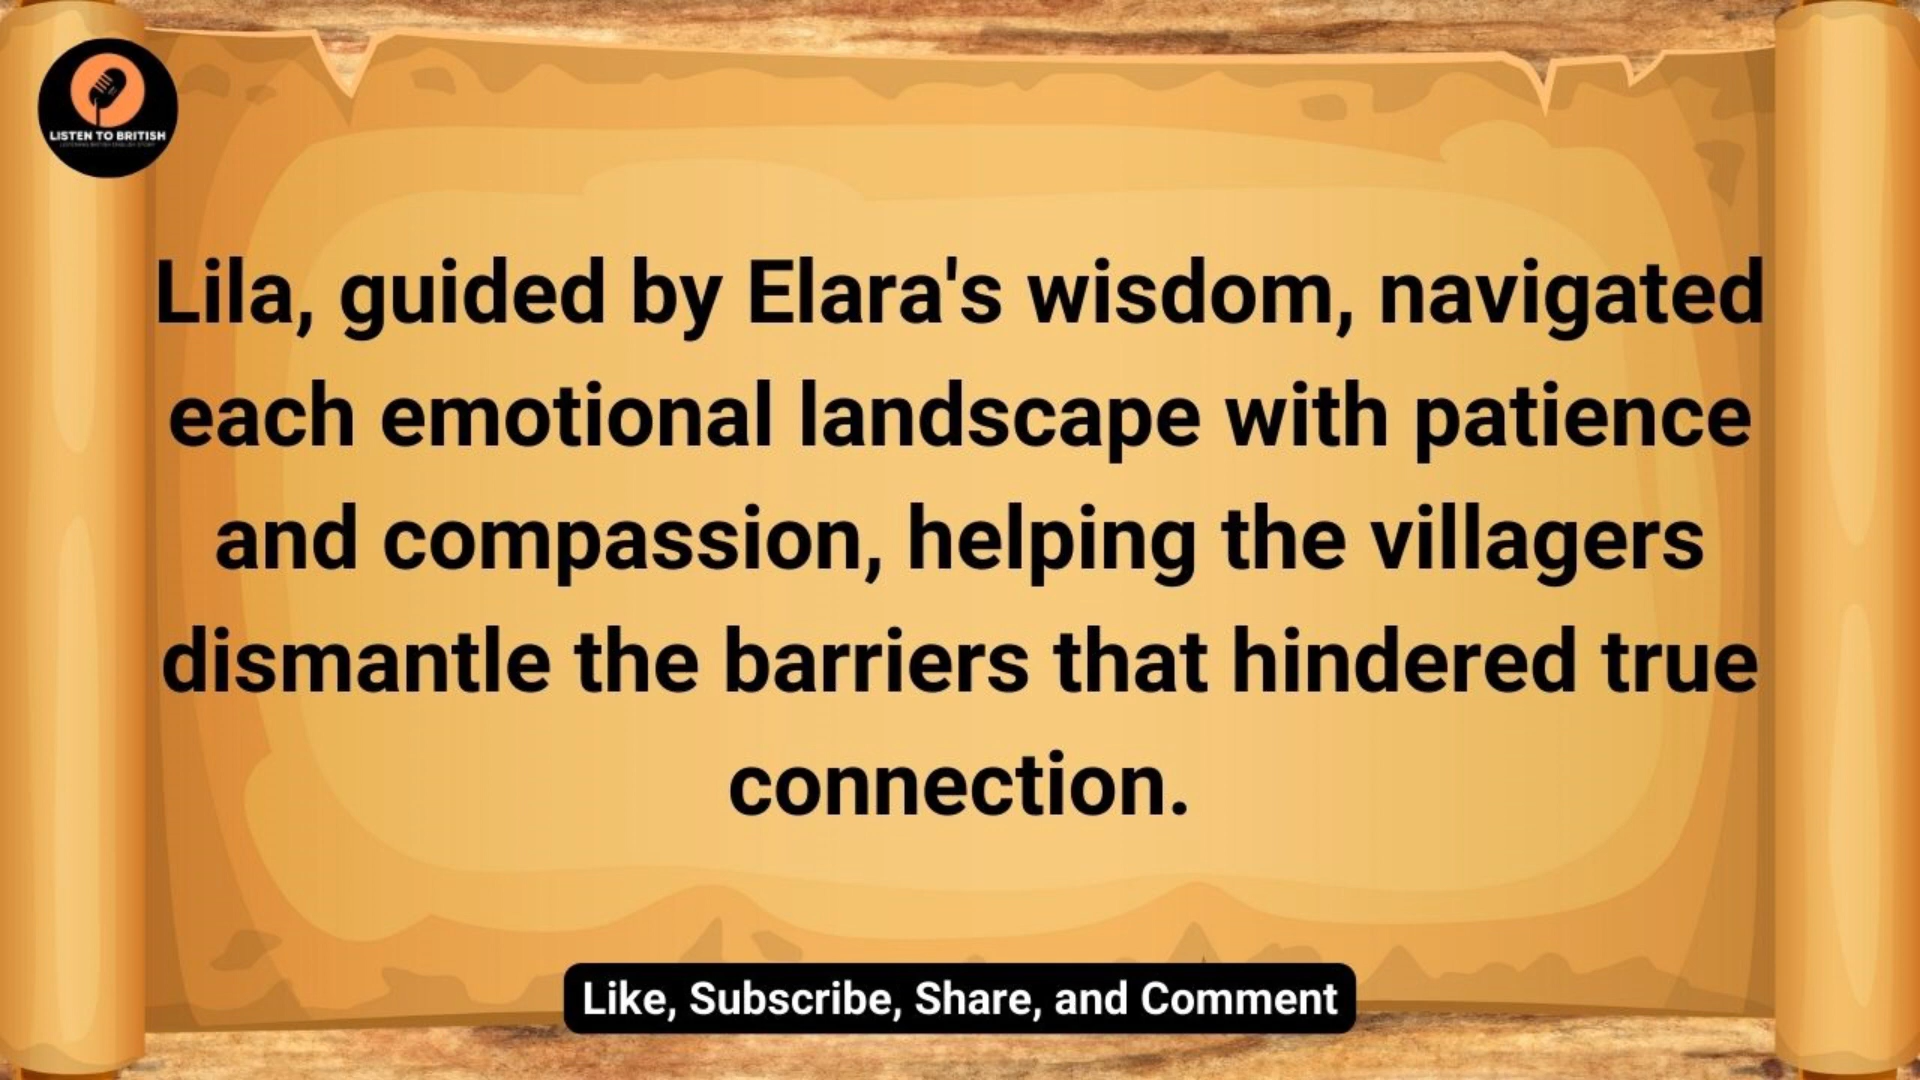 LISTEN TO BRITISH
Lila, guided by Elara's wisdom, navigated
each emotional landscape with patience
and compassion, helping the villagers
dismantle the barriers that hindered true
connection.
Like, Subscribe, Share, and Comment